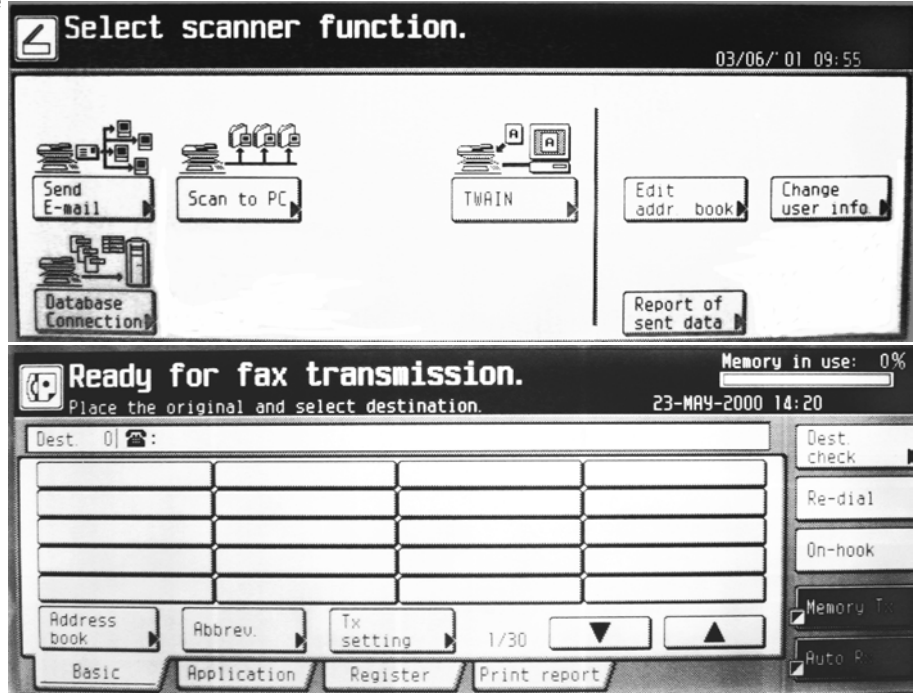 Select scanner function.
03/06/'01 09:55
Send
E-mail
Scan to PC
TWAIN
Edit
addr book
Change
user info.
Database
Connection
Report of
sent data
Ready for fax transmission.
Place the original and select destination.
Memory in use: 0%
23-MAY-2000 14:20
Dest. 0 ☎:
Dest.
check
Re-dial
On-hook
Memory Tx
Auto Rx
Address
book
Abbrev.
Tx
setting
1/30
▼
▲
Basic
Application
Register
Print report